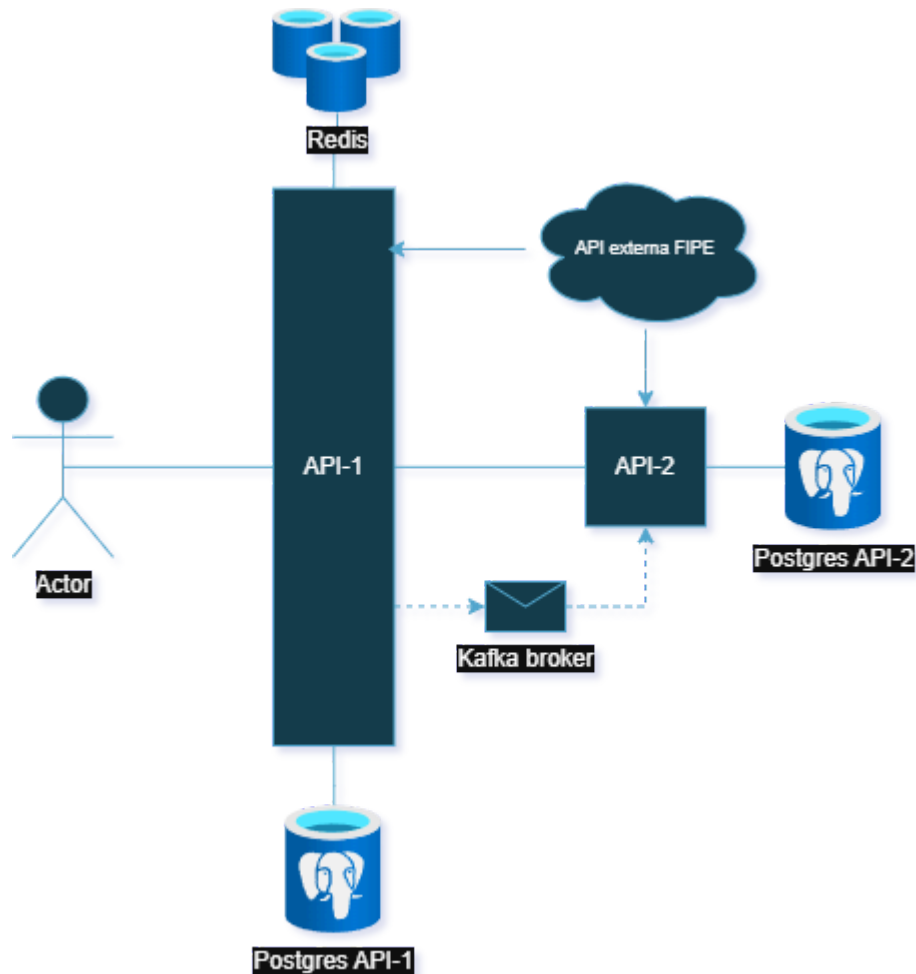 Redis
API externa FIPE
API-1
API-2
Postgres API-2
Actor
Kafka broker
Postgres API-1